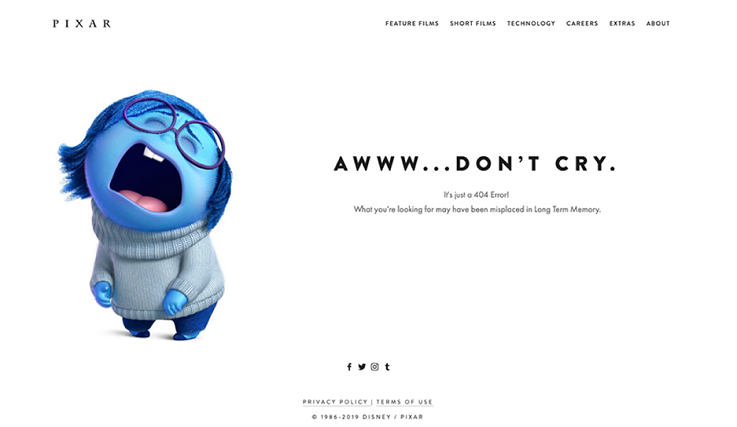 PIXAR
FEATURE FILMS SHORT FILMS TECHNOLOGY CAREERS EXTRAS ABOUT
AWWW...DON'T CRY.
It's just a 404 Error!
What you're looking for may have been misplaced in Long Term Memory.
PRIVACY POLICY | TERMS OF USE
© 1986-2019 DISNEY / PIXAR